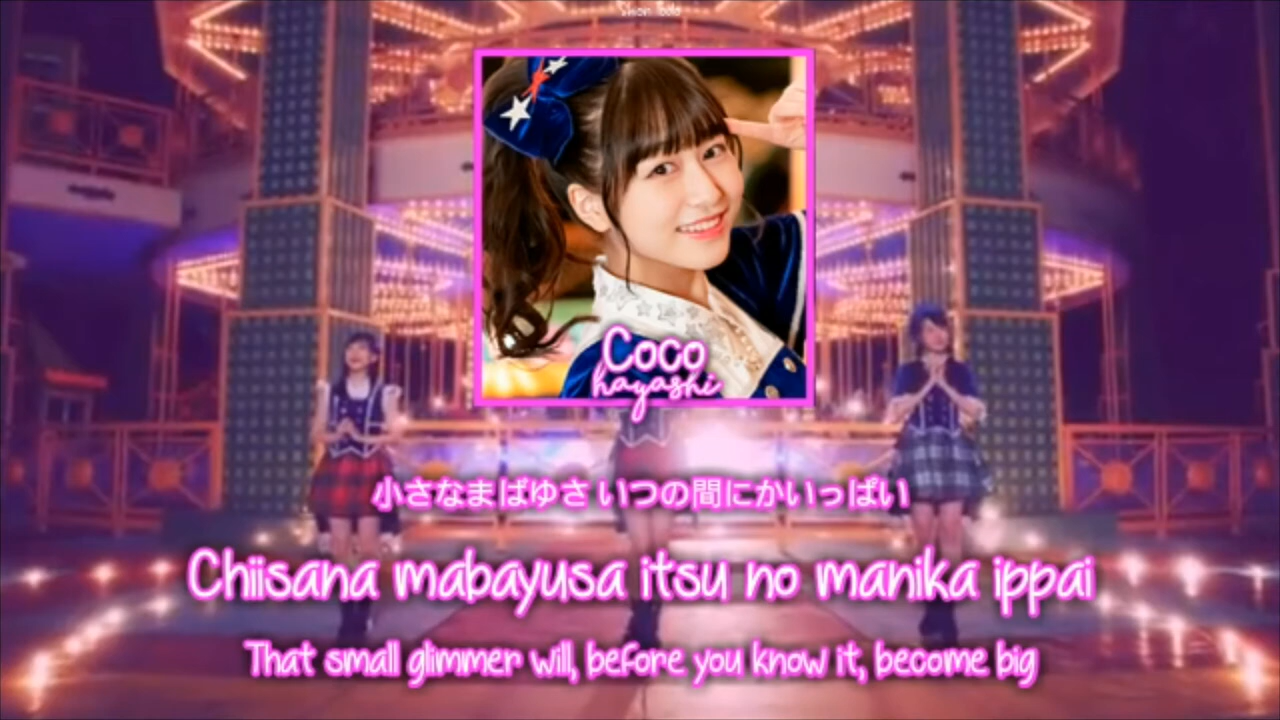 Coco
hayashi
小さなまばゆさ いつの間にかいっぱい
Chiisana mabayusa itsu no manika ippai
That small glimmer will, before you know it, become big